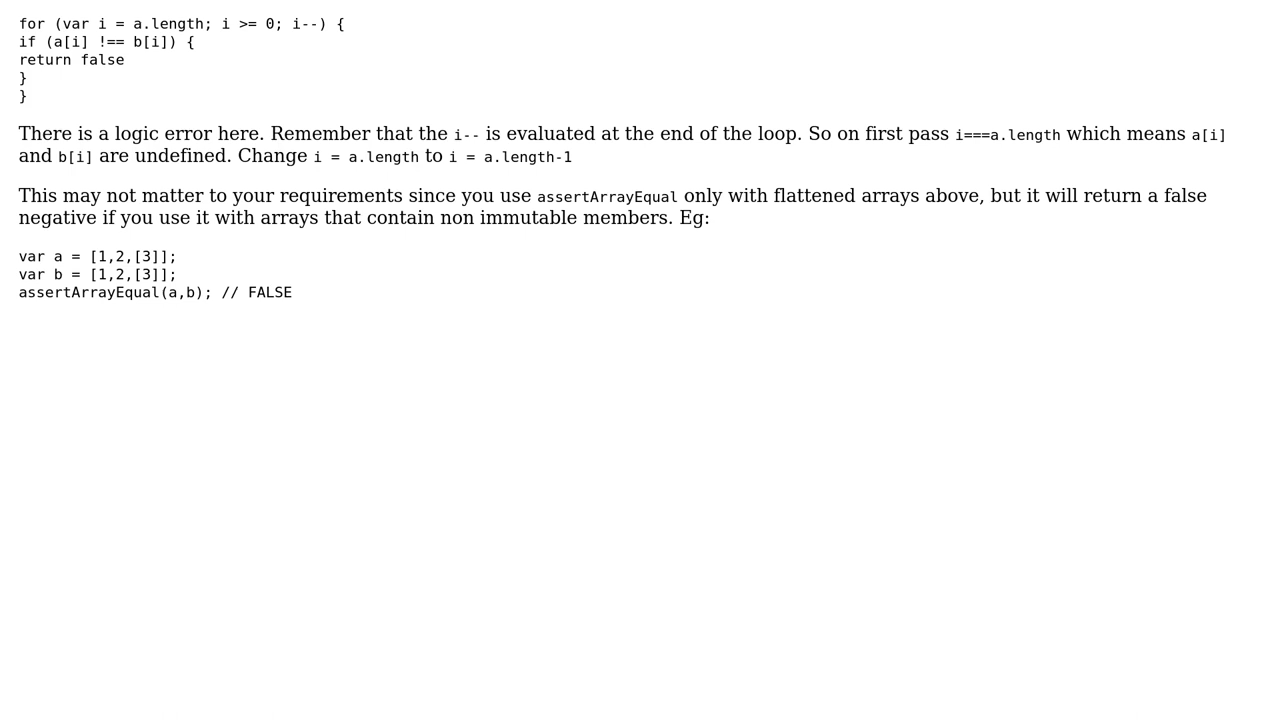 for (var i = a.length; i >= 0; i--) {
if (a[i] !== b[i]) {
return false
}
}
There is a logic error here. Remember that the i-- is evaluated at the end of the loop. So on first pass i===a.length which means a[i]
and b[i] are undefined. Change i = a.length to i = a.length-1
This may not matter to your requirements since you use assertArrayEqual only with flattened arrays above, but it will return a false
negative if you use it with arrays that contain non immutable members. Eg:
var a = [1,2,[3]];
var b = [1,2,[3]];
assertArrayEqual(a,b); // FALSE